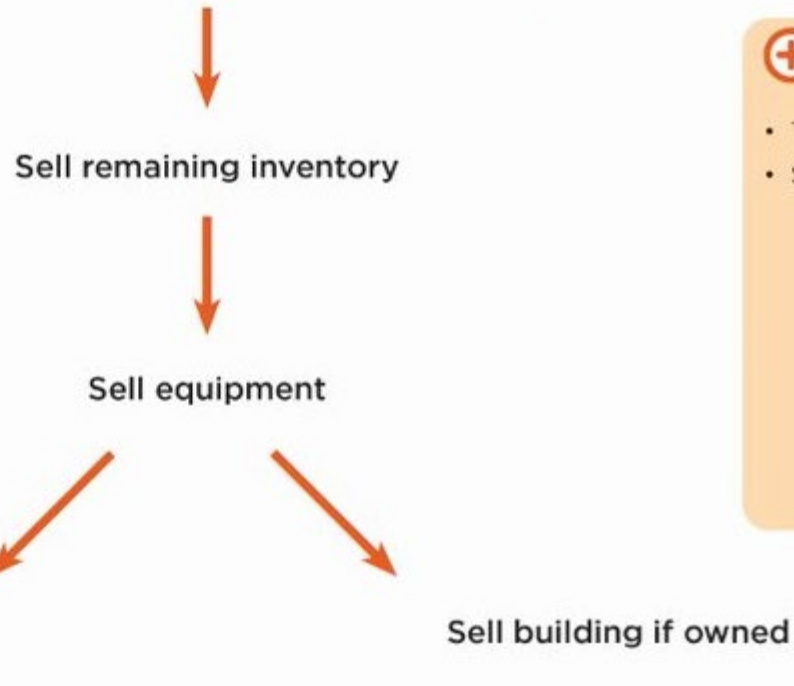 Sell remaining inventory
Sell equipment
Sell building if owned